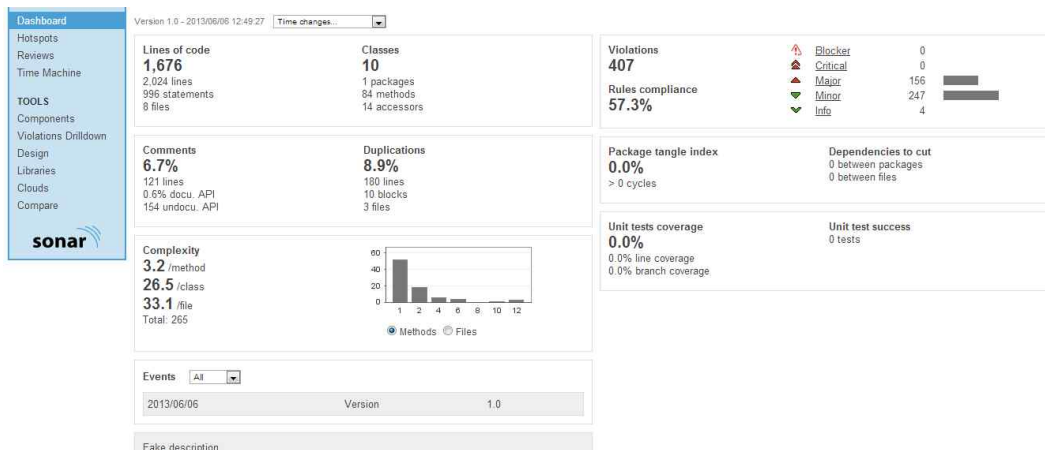 Dashboard
Hotspots
Reviews
Time Machine
TOOLS
Components
Violations Drilldown
Design
Libraries
Clouds
Compare
sonar
Version 1.0 - 2013/06/06 12:49:27 Time changes...
Lines of code
1,676
2,024 lines
996 statements
8 files
Classes
10
1 packages
84 methods
14 accessors
Comments
6.7%
121 lines
0.6% docu. API
154 undocu. API
Duplications
8.9%
180 lines
10 blocks
3 files
Complexity
3.2 /method
26.5 /class
33.1 /file
Total: 265
60
40
20
0
1 2 4 6 8 10 12
Methods Files
Events All
2013/06/06 Version 1.0
Fake description
Violations
407
Rules compliance
57.3%
Blocker 0
Critical 0
Major 156
Minor 247
Info 4
Package tangle index
0.0%
> 0 cycles
Dependencies to cut
0 between packages
0 between files
Unit tests coverage
0.0%
0.0% line coverage
0.0% branch coverage
Unit test success
0 tests